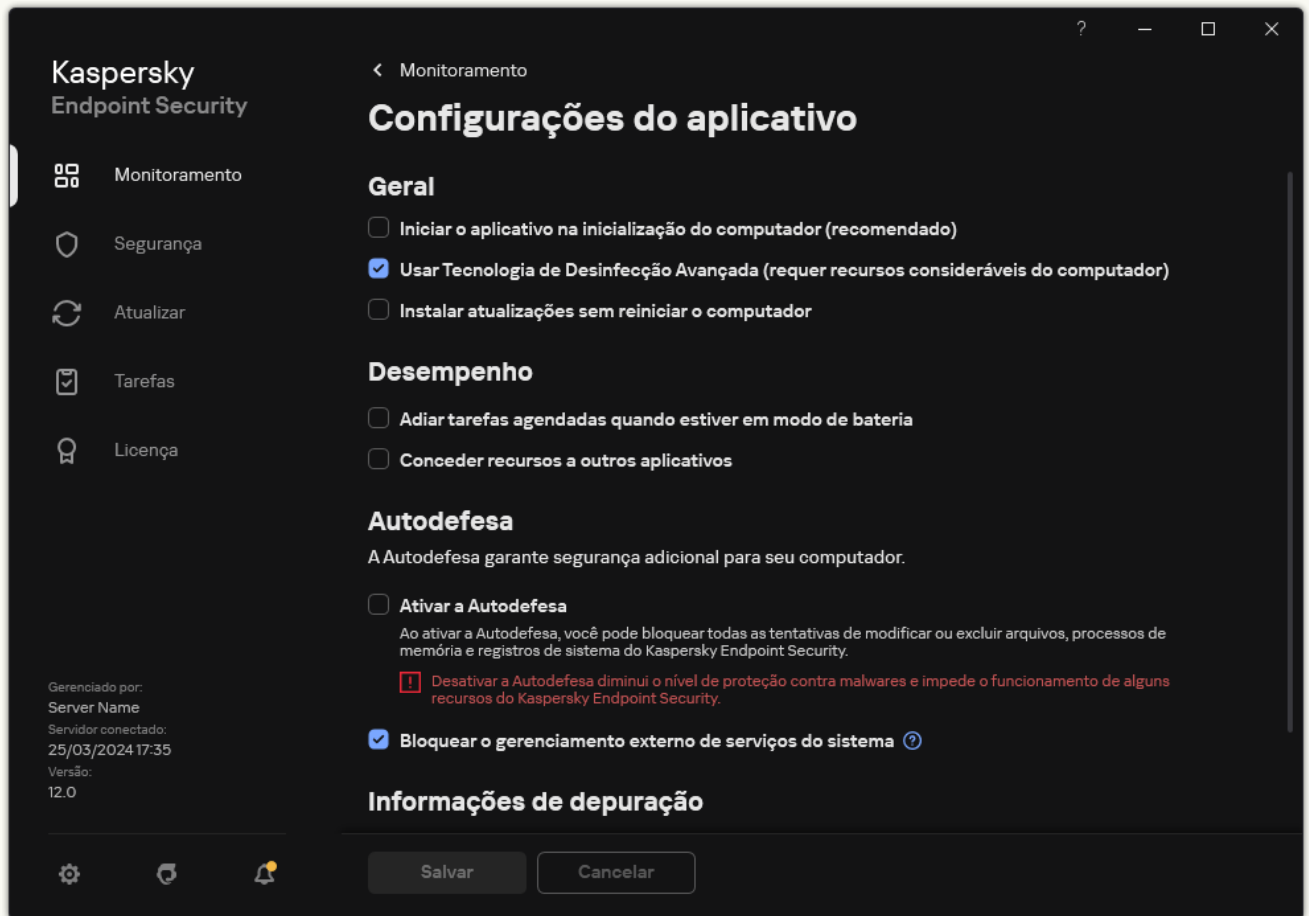 ?
Kaspersky
Endpoint Security
Monitoramento
Segurança
Atualizar
Tarefas
Licença
Gerenciado por:
Server Name
Servidor conectado:
25/03/2024 17:35
Versão:
12.0
Monitoramento
Configurações do aplicativo
Geral
Iniciar o aplicativo na inicialização do computador (recomendado)
Usar Tecnologia de Desinfecção Avançada (requer recursos consideráveis do computador)
Instalar atualizações sem reiniciar o computador
Desempenho
Adiar tarefas agendadas quando estiver em modo de bateria
Conceder recursos a outros aplicativos
Autodefesa
A Autodefesa garante segurança adicional para seu computador.
Ativar a Autodefesa
Ao ativar a Autodefesa, você pode bloquear todas as tentativas de modificar ou excluir arquivos, processos de
memória e registros de sistema do Kaspersky Endpoint Security.
Desativar a Autodefesa diminui o nível de proteção contra malwares e impede o funcionamento de alguns
recursos do Kaspersky Endpoint Security.
Bloquear o gerenciamento externo de serviços do sistema
Informações de depuração
Salvar
Cancelar